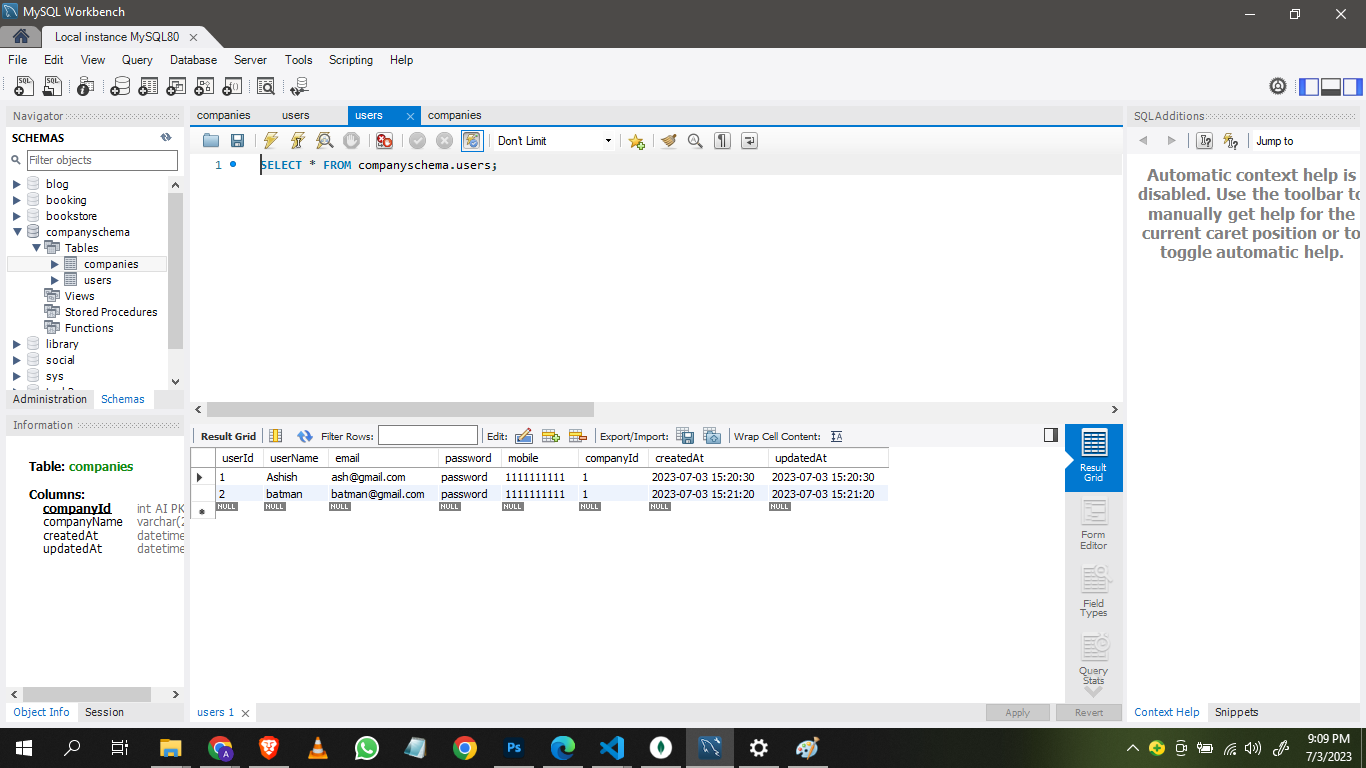 MySQL Workbench
Local instance MySQL80
File Edit View Query Database Server Tools Scripting Help
Navigator
SCHEMAS
Filter objects
blog
booking
bookstore
companyschema
Tables
companies
users
Views
Stored Procedures
Functions
library
social
sys
Administration Schemas
Information
Table: companies
Columns:
companyId int AI PK
companyName varchar(2
createdAt datetime
updatedAt datetime
Object Info Session
companies users users companies
Don't Limit
1 SELECT * FROM companyschema.users;
Result Grid Filter Rows: Edit: Export/Import: Wrap Cell Content:
userId userName email password mobile companyId createdAt updatedAt
1 Ashish ash@gmail.com password 1111111111 1 2023-07-03 15:20:30 2023-07-03 15:20:30
2 batman batman@gmail.com password 1111111111 1 2023-07-03 15:21:20 2023-07-03 15:21:20
NULL NULL NULL NULL NULL NULL NULL NULL
Result
Grid
Form
Editor
Field
Types
Query
Stats
users 1 Apply Revert
SQLAdditions
Jump to
Automatic context help is
disabled. Use the toolbar to
manually get help for the
current caret position or to
toggle automatic help.
Context Help Snippets
9:09 PM
7/3/2023